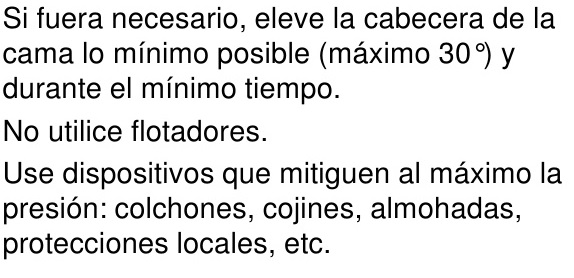 Si fuera necesario, eleve la cabecera de la
cama lo mínimo posible (máximo 30°) y
durante el mínimo tiempo.
No utilice flotadores.
Use dispositivos que mitiguen al máximo la
presión: colchones, cojines, almohadas,
protecciones locales, etc.